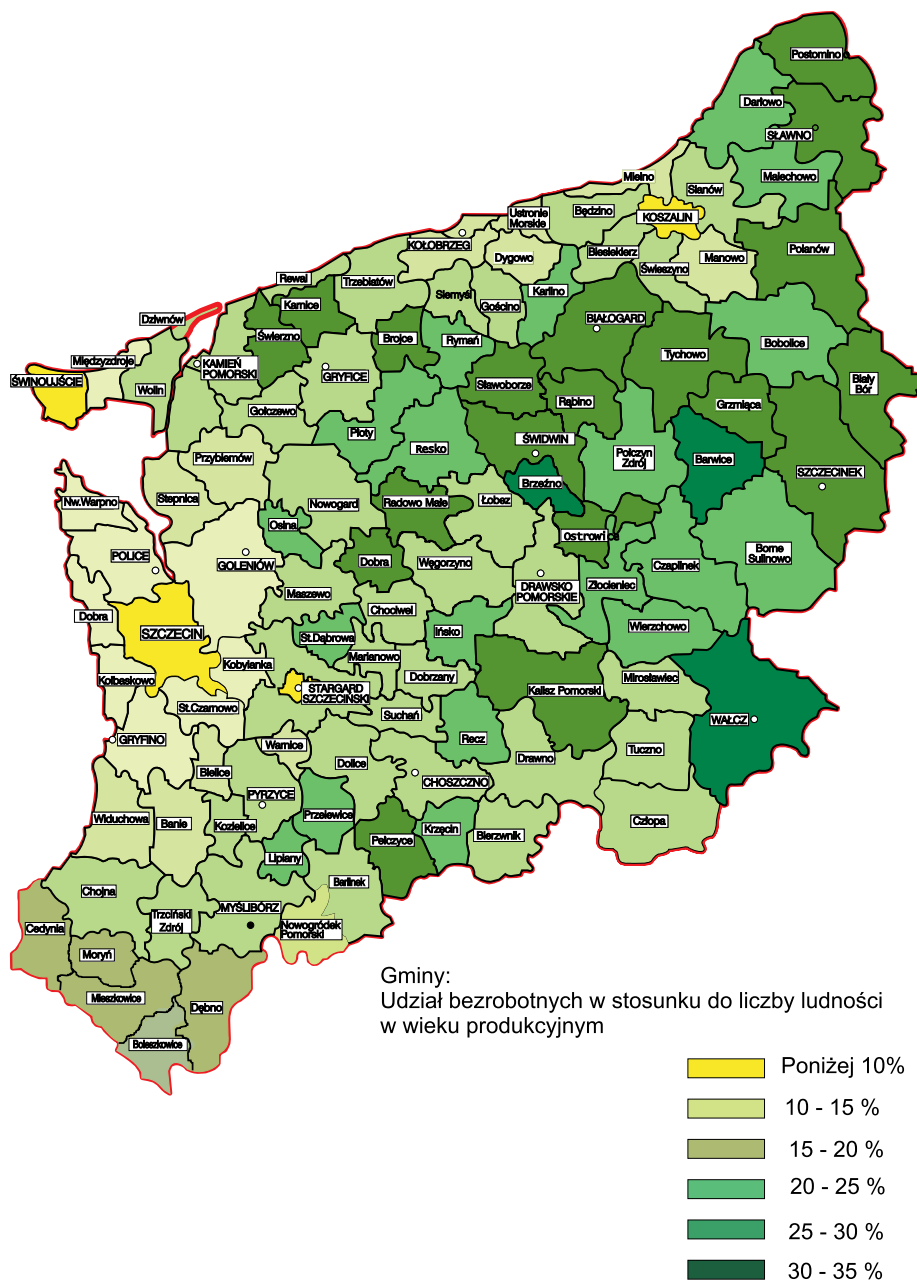 Postomino
Darłowo
SŁAWNO
Malechowo
Mielno
Sianów
Ustronie
Morskie
Będzino
KOSZALIN
KOŁOBRZEG
Dygowo
Biesiekierz
Manowo
Polanów
Świeszyno
Rewal
Trzebiatów
Siemyśl
Karlino
Gościno
Karnice
Dziwnów
BIAŁOGARD
Świerzno
Brojce
Rymań
Bobolice
Międzyzdroje
KAMIEŃ
POMORSKI
Tychowo
GRYFICE
ŚWINOUJŚCIE
Wolin
Sławoborze
Biały
Bór
Rąbino
Grzmiąca
Golczewo
Płoty
Resko
ŚWIDWIN
Połczyn
Zdrój
Barwice
Przybiernów
SZCZECINEK
Brzeźno
Stepnica
Nw.Warpno
Nowogard
Radowo Małe
Łobez
Osina
Ostrowi
POLICE
GOLENIÓW
Dobra
Węgorzyno
Czaplinek
Borne
Sulinowo
DRAWSKO
POMORSKIE
Złocieniec
Maszewo
Chociwel
Dobra
SZCZECIN
St.Dąbrowa
Ińsko
Wierzchowo
Kobylanka
Marianowo
Kołbaskowo
Dobrzany
Mirosławiec
STARGARD
SZCZECIŃSKI
Kalisz Pomorski
St.Czarnowo
Suchań
WAŁCZ
GRYFINO
Warnice
Recz
Tuczno
Bielice
Dolice
Drawno
CHOSZCZNO
PYRZYCE
Widuchowa
Banie
Kozielice
Przelewice
Pełczyce
Krzęcin
Bierzwnik
Człopa
Lipiany
Chojna
Barlinek
Cedynia
Trzciński
Zdrój
MYŚLIBÓRZ
Nowogródek
Pomorski
Moryń
Mieszkowice
Dębno
Boleszkowice
Gminy:
Udział bezrobotnych w stosunku do liczby ludności
w wieku produkcyjnym
Poniżej 10%
10 - 15 %
15 - 20 %
20 - 25 %
25 - 30 %
30 - 35 %